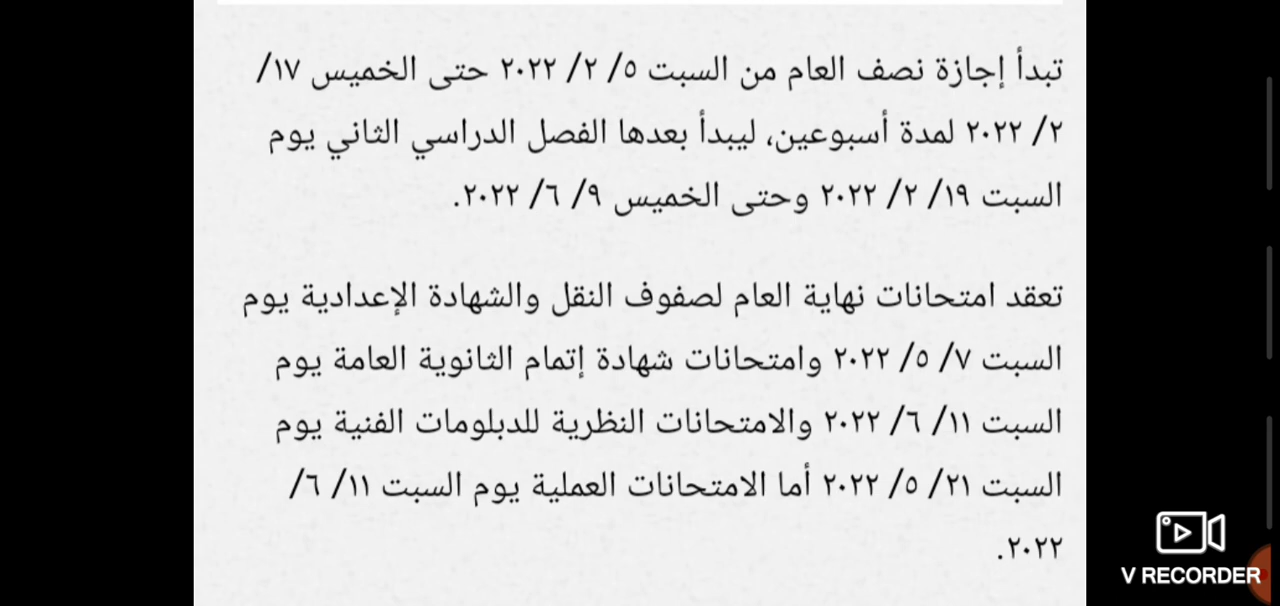 تبدأ إجازة نصف العام من السبت ٥/ ٢/ ٢٠٢٢ حتى الخميس ١٧/
٢/ ٢٠٢٢ لمدة أسبوعين، ليبدأ بعدها الفصل الدراسي الثاني يوم
السبت ١٩/ ٢/ ٢٠٢٢ وحتى الخميس ٩/ ٦/ ٢٠٢٢.
تعقد امتحانات نهاية العام لصفوف النقل والشهادة الإعدادية يوم
السبت ٧/ ٥/ ٢٠٢٢ وامتحانات شهادة إتمام الثانوية العامة يوم
السبت ١١/ ٦/ ٢٠٢٢ والامتحانات النظرية للدبلومات الفنية يوم
السبت ٢١/ ٥/ ٢٠٢٢ أما الامتحانات العملية يوم السبت ١١/ ٦/
٢٠٢٢.
V RECORDER